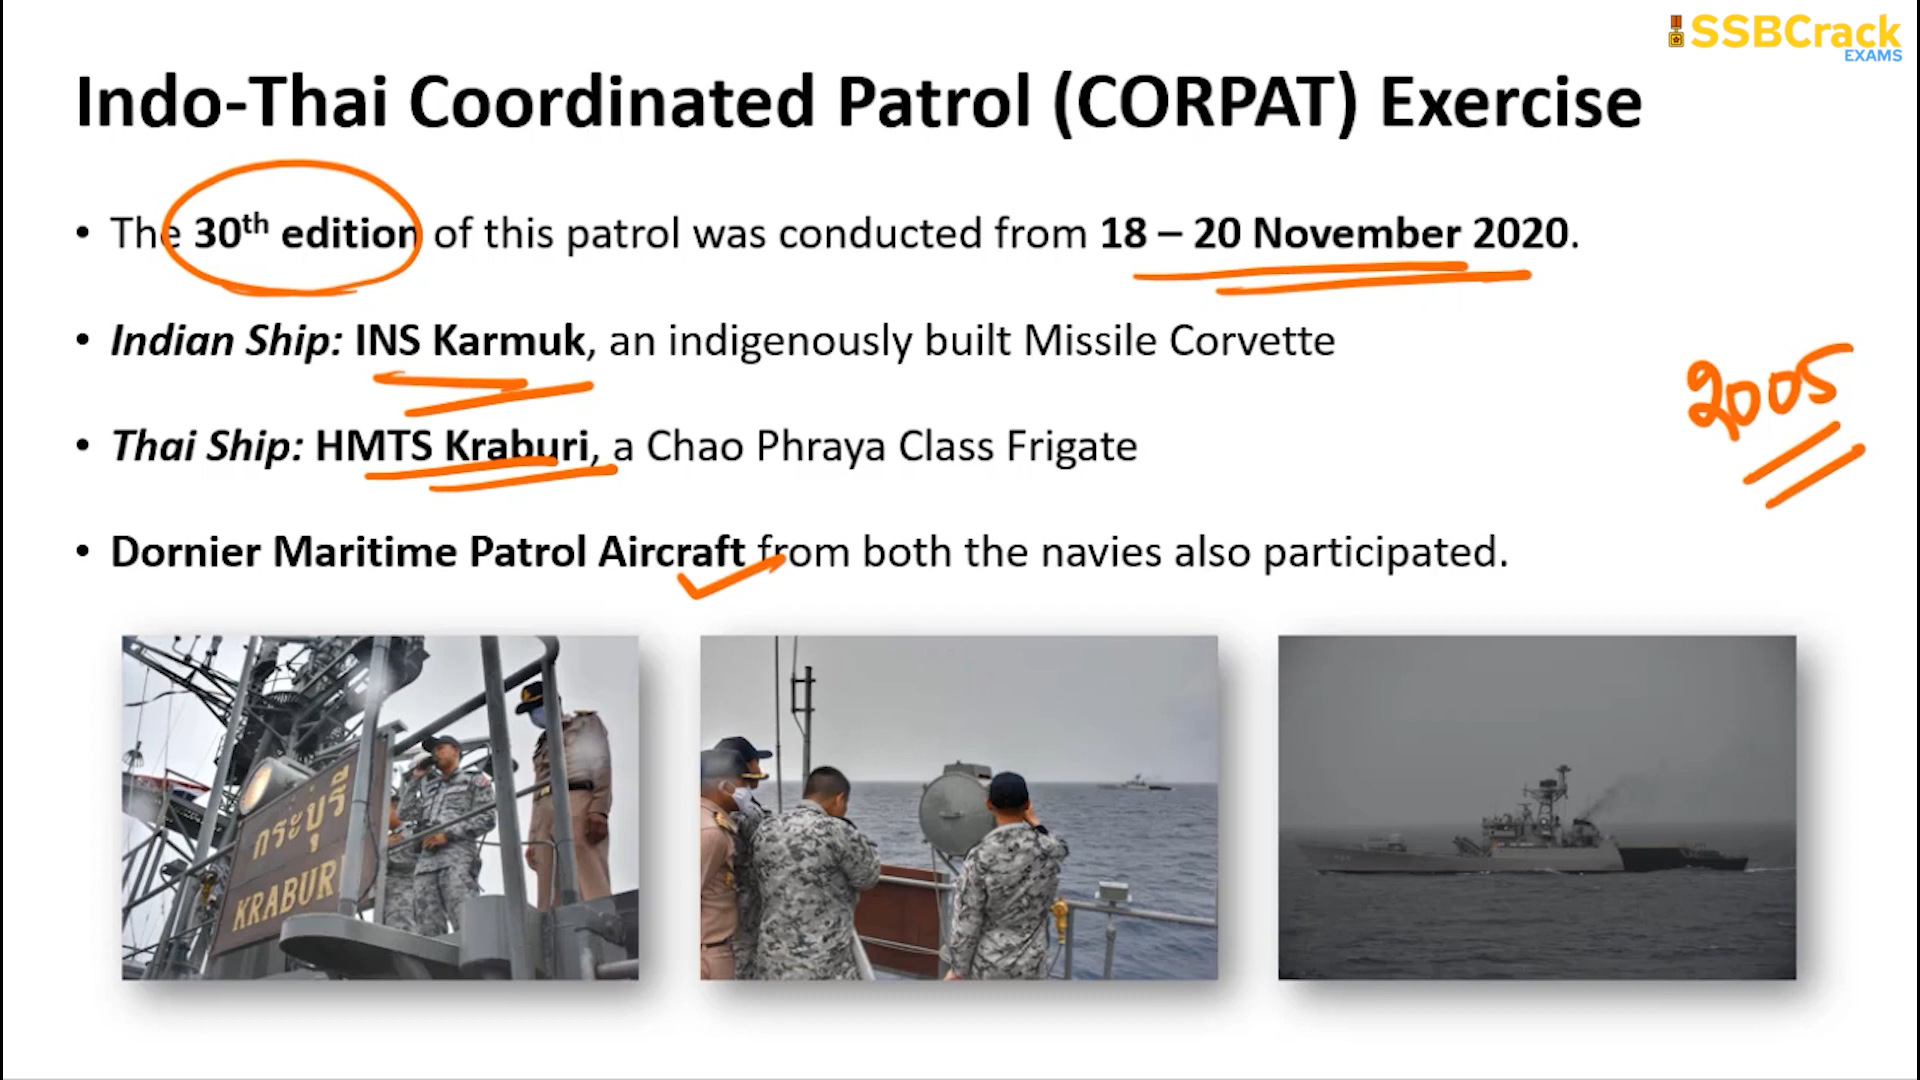 SSBCrack
EXAMS
Indo-Thai Coordinated Patrol (CORPAT) Exercise
• The 30th edition of this patrol was conducted from 18 – 20 November 2020.
• Indian Ship: INS Karmuk, an indigenously built Missile Corvette
2005
• Thai Ship: HMTS Kraburi, a Chao Phraya Class Frigate
• Dornier Maritime Patrol Aircraft from both the navies also participated.
กระบุรี
KRABURI